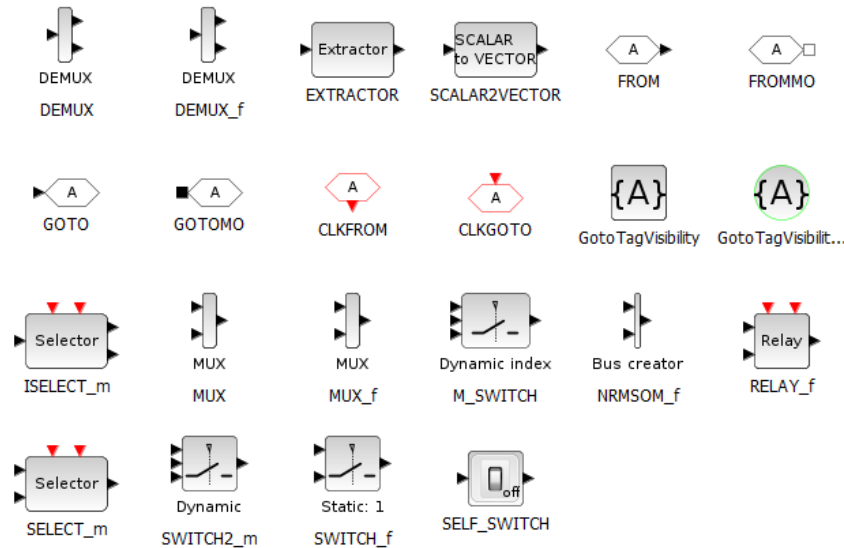 DEMUX
DEMUX
DEMUX
DEMUX_f
Extractor
EXTRACTOR
SCALAR
to VECTOR
SCALAR2VECTOR
A
FROM
A
FROMMO
A
GOTO
A
GOTOMO
A
CLKFROM
A
CLKGOTO
{A}
GotoTagVisibility
{A}
GotoTagVisibilit...
Selector
ISELECT_m
MUX
MUX
MUX
MUX_f
Dynamic index
M_SWITCH
Bus creator
NRMSOM_f
Relay
RELAY_f
Selector
SELECT_m
Dynamic
SWITCH2_m
Static: 1
SWITCH_f
off
SELF_SWITCH